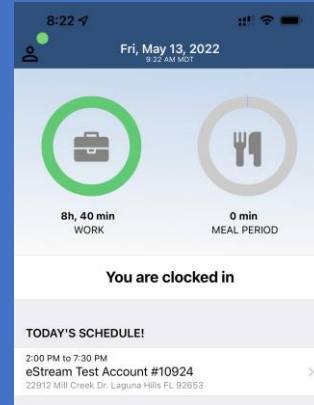 8:22
Fri, May 13, 2022
9:22 AM MDT
8h, 40 min
WORK
0 min
MEAL PERIOD
You are clocked in
TODAY'S SCHEDULE!
2:00 PM to 7:30 PM
eStream Test Account #10924
22912 Mill Creek Dr. Laguna Hills FL 92653